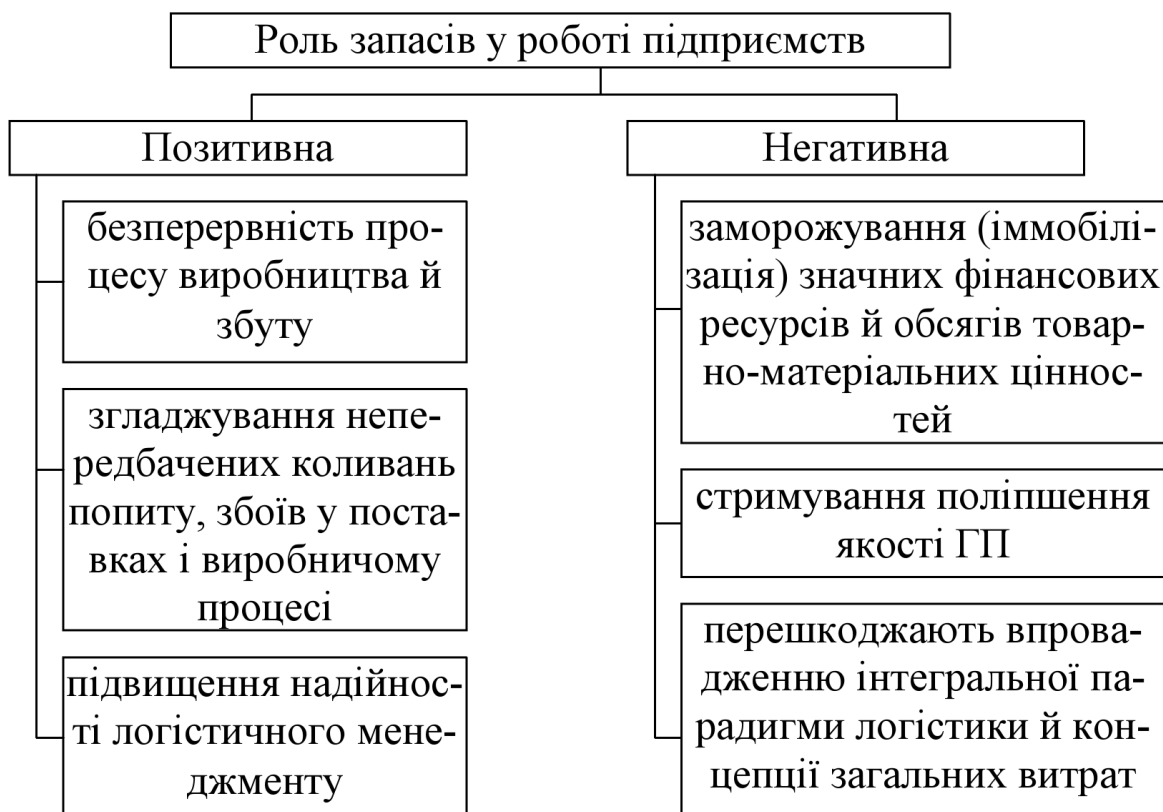 Роль запасів у роботі підприємств
Позитивна
безперервність про-
цесу виробництва й
збуту
згладжування непе-
редбачених коливань
попиту, збоїв у поста-
вках і виробничому
процесі
підвищення надійнос-
ті логістичного мене-
джменту
Негативна
заморожування (іммобілі-
зація) значних фінансових
ресурсів й обсягів товар-
но-матеріальних ціннос-
тей
стримування поліпшення
якості ГП
перешкоджають впрова-
дженню інтегральної па-
радигми логістики й кон-
цепції загальних витрат